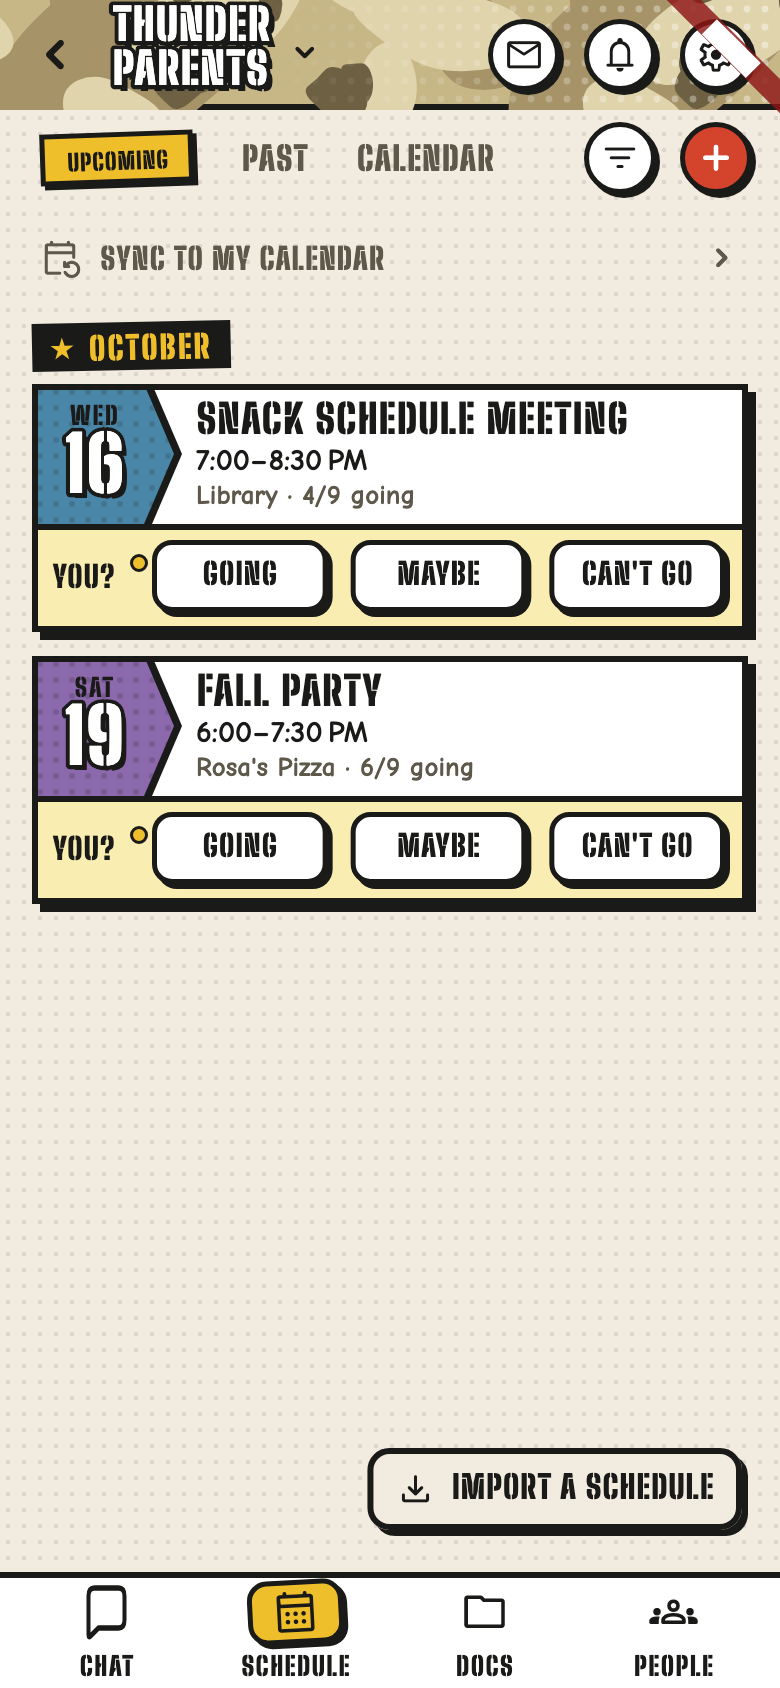 THUNDER
PARENTS
UPCOMING
PAST
CALENDAR
SYNC TO MY CALENDAR
★ OCTOBER
WED
16
SNACK SCHEDULE MEETING
7:00–8:30 PM
Library · 4/9 going
YOU?
GOING
MAYBE
CAN'T GO
SAT
19
FALL PARTY
6:00–7:30 PM
Rosa's Pizza · 6/9 going
YOU?
GOING
MAYBE
CAN'T GO
IMPORT A SCHEDULE
CHAT
SCHEDULE
DOCS
PEOPLE